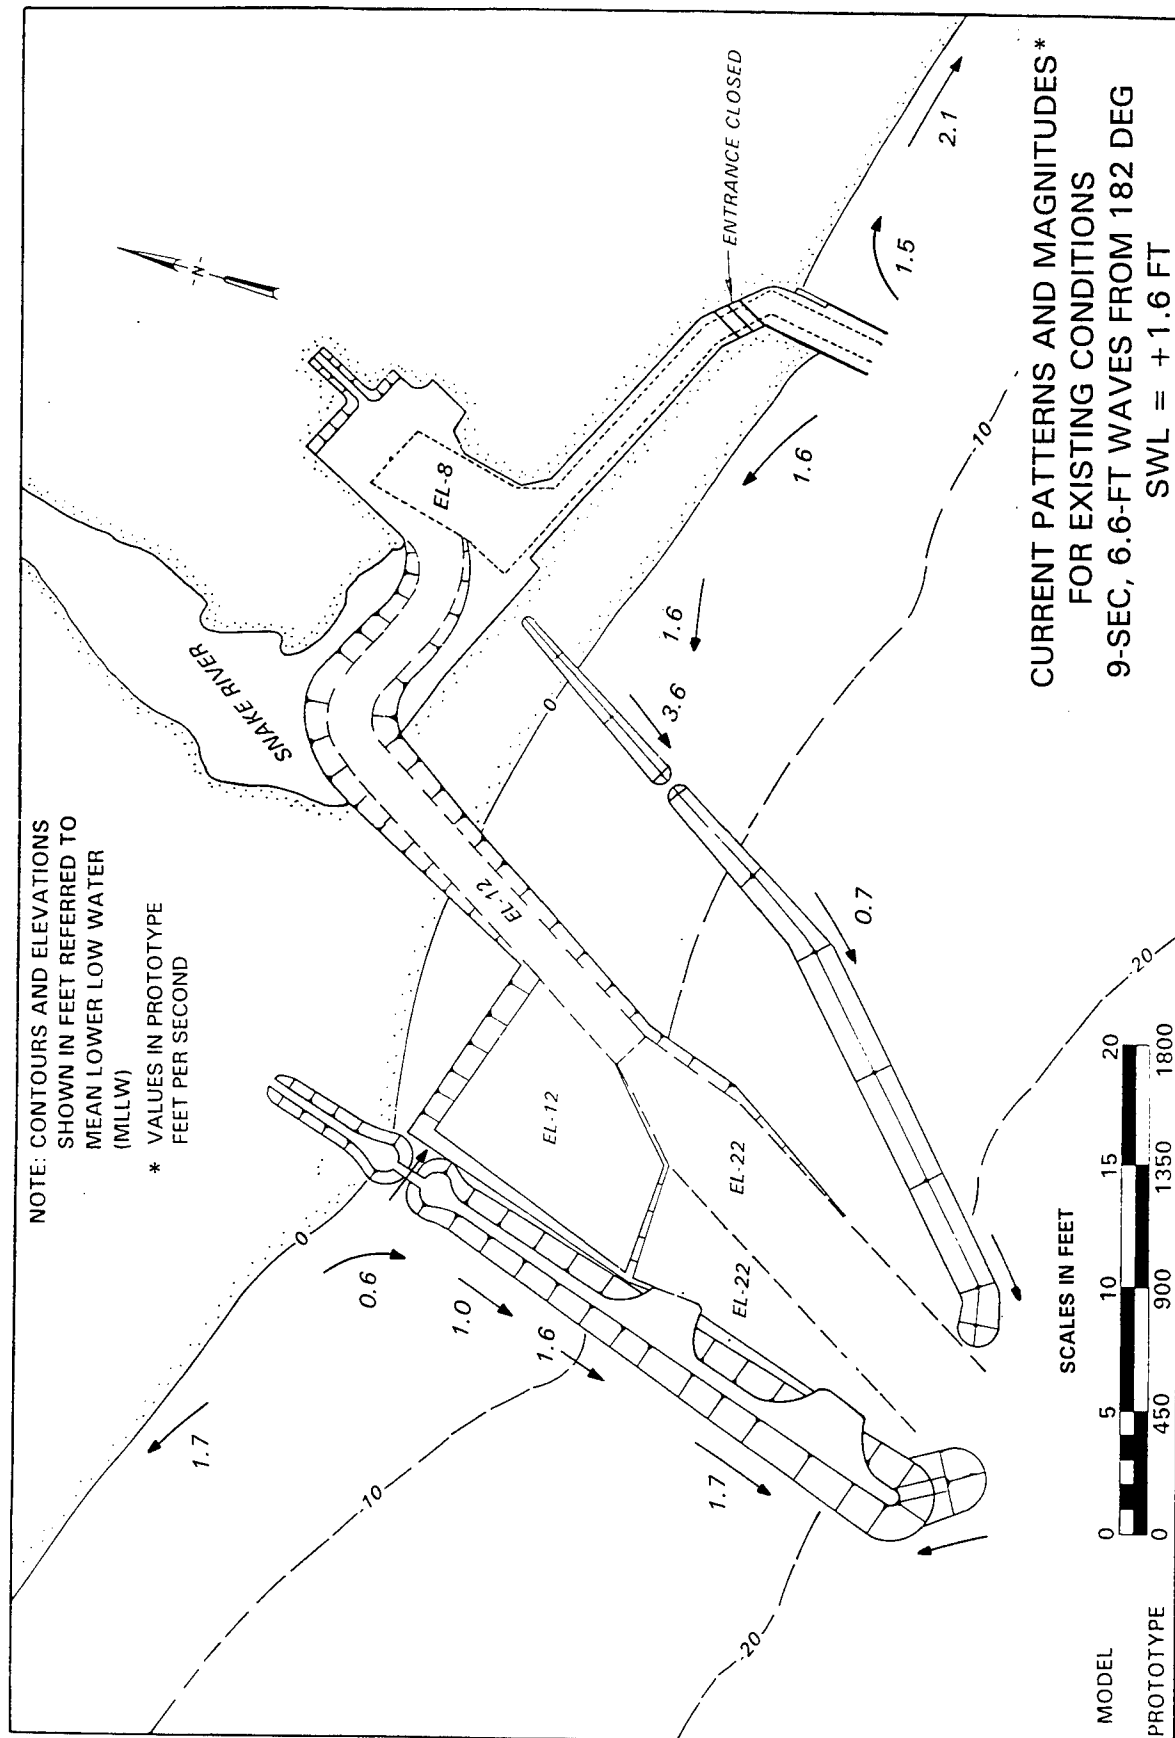 NOTE: CONTOURS AND ELEVATIONS
SHOWN IN FEET REFERRED TO
MEAN LOWER LOW WATER
(MLLW)
* VALUES IN PROTOTYPE
FEET PER SECOND
-N-
SNAKE RIVER
ENTRANCE CLOSED
EL-8
EL-12
EL-12
EL-22
EL-22
0
0
-10
-10
-20
-20
1.7
0.6
1.0
1.6
1.7
0.7
3.6
1.6
1.6
1.5
2.1
SCALES IN FEET
MODEL 0 5 10 15 20
PROTOTYPE 0 450 900 1350 1800
CURRENT PATTERNS AND MAGNITUDES*
FOR EXISTING CONDITIONS
9-SEC, 6.6-FT WAVES FROM 182 DEG
SWL = +1.6 FT